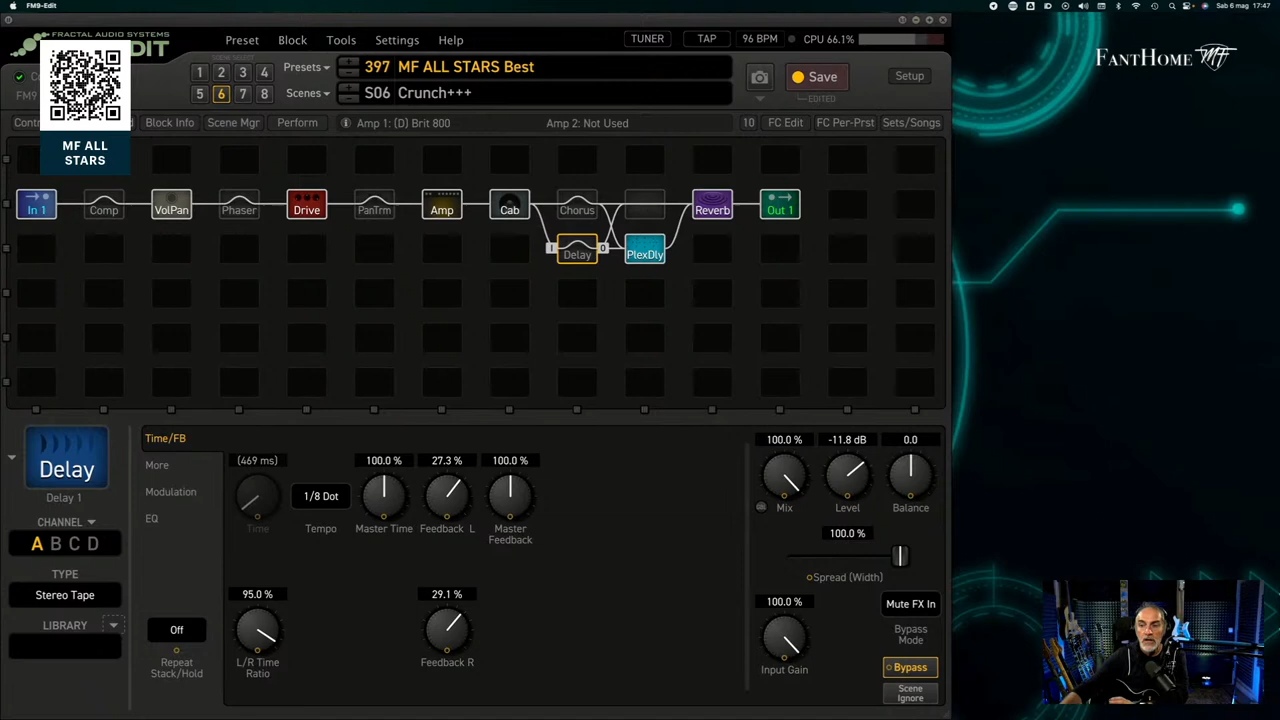 FM9-Edit
Sab 6 mag 17:47
FRACTAL AUDIO SYSTEMS
EDIT
Preset
Block
Tools
Settings
Help
TUNER
TAP
96 BPM
CPU 66.1%
FM9
1 2 3 4
5 6 7 8
Presets
397 MF ALL STARS Best
Scenes
S06 Crunch+++
Save
EDITED
Setup
Block Info
Scene Mgr
Perform
Amp 1: (D) Brit 800
Amp 2: Not Used
10
FC Edit
FC Per-Prst
Sets/Songs
MF ALL
STARS
FANTHOME MF
In 1
Comp
VolPan
Phaser
Drive
PanTrm
Amp
Cab
Chorus
Reverb
Out 1
I
Delay
O
PlexDly
Delay
Delay 1
CHANNEL
A B C D
TYPE
Stereo Tape
LIBRARY
Time/FB
More
Modulation
EQ
Off
Repeat
Stack/Hold
(469 ms)
Time
1/8 Dot
Tempo
100.0 %
Master Time
27.3 %
Feedback L
100.0 %
Master
Feedback
95.0 %
L/R Time
Ratio
29.1 %
Feedback R
100.0 %
Mix
-11.8 dB
Level
0.0
Balance
100.0 %
Spread (Width)
100.0 %
Input Gain
Mute FX In
Bypass
Mode
Bypass
Scene
Ignore